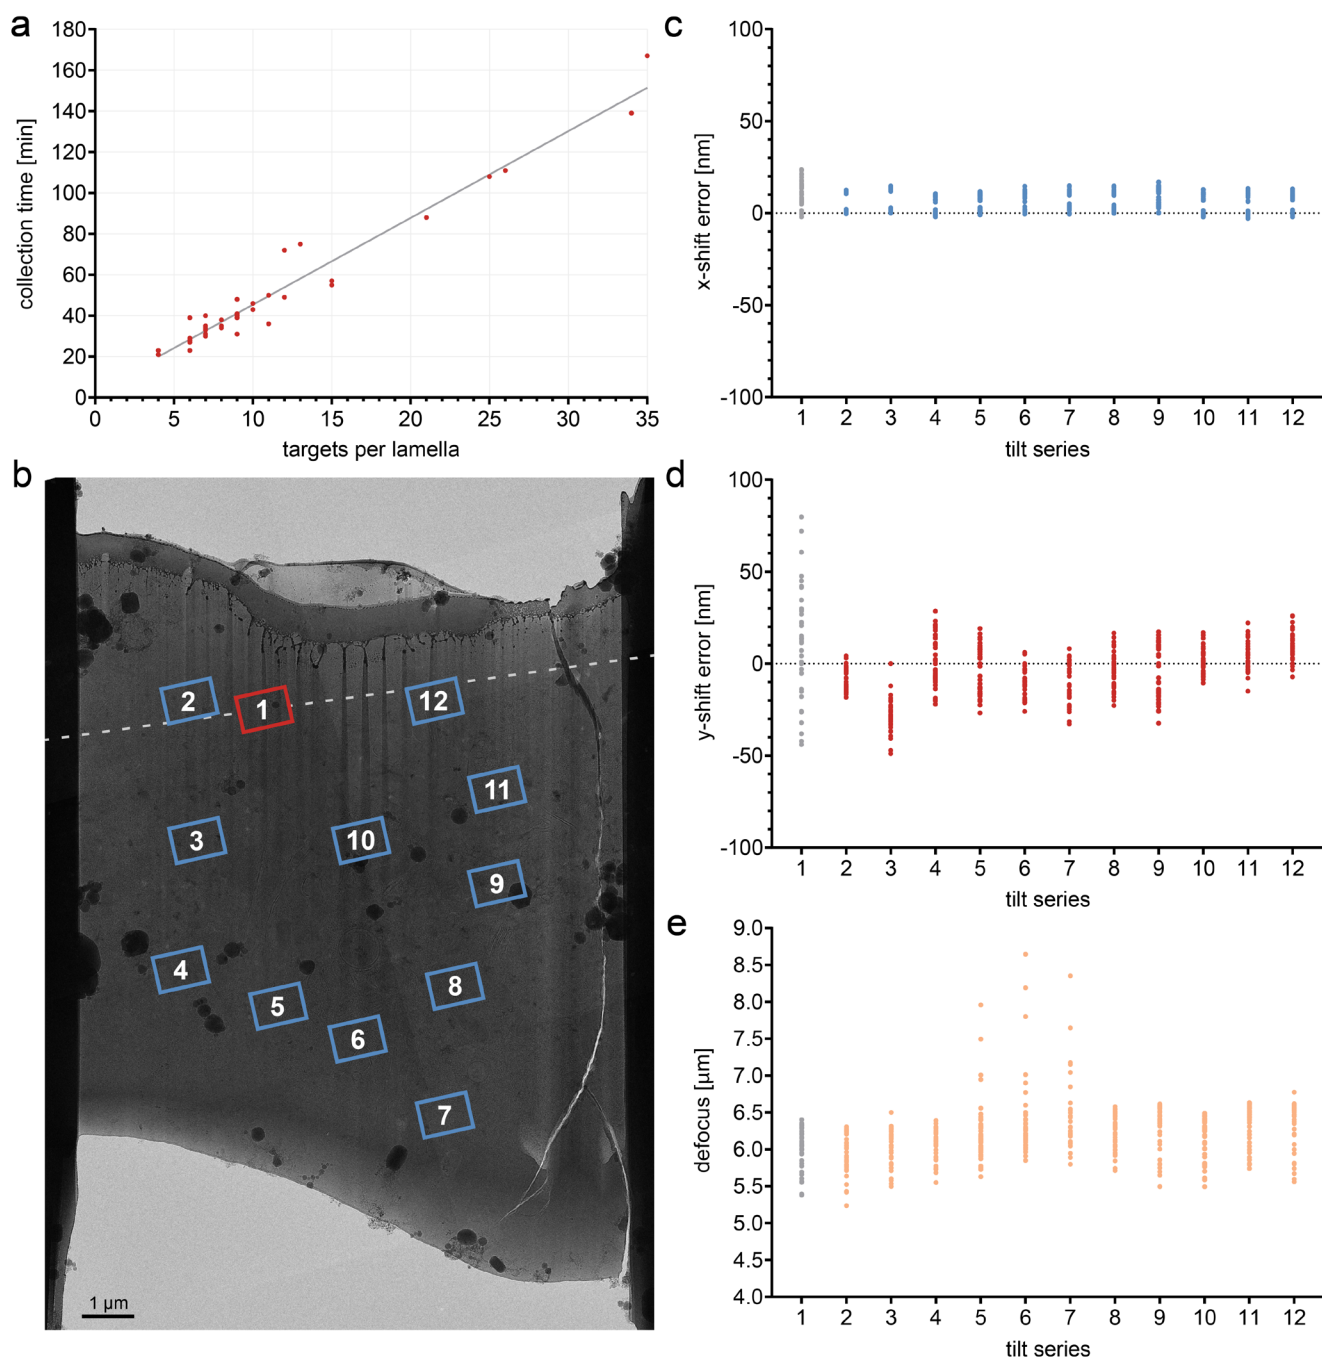 a
180
160
140
120
100
80
60
40
20
0
collection time [min]
0 5 10 15 20 25 30 35
targets per lamella
b
2
1
12
11
3
10
9
4
8
5
6
7
1 µm
c
100
50
0
-50
-100
x-shift error [nm]
1 2 3 4 5 6 7 8 9 10 11 12
tilt series
d
100
50
0
-50
-100
y-shift error [nm]
1 2 3 4 5 6 7 8 9 10 11 12
tilt series
e
9.0
8.5
8.0
7.5
7.0
6.5
6.0
5.5
5.0
4.5
4.0
defocus [µm]
1 2 3 4 5 6 7 8 9 10 11 12
tilt series